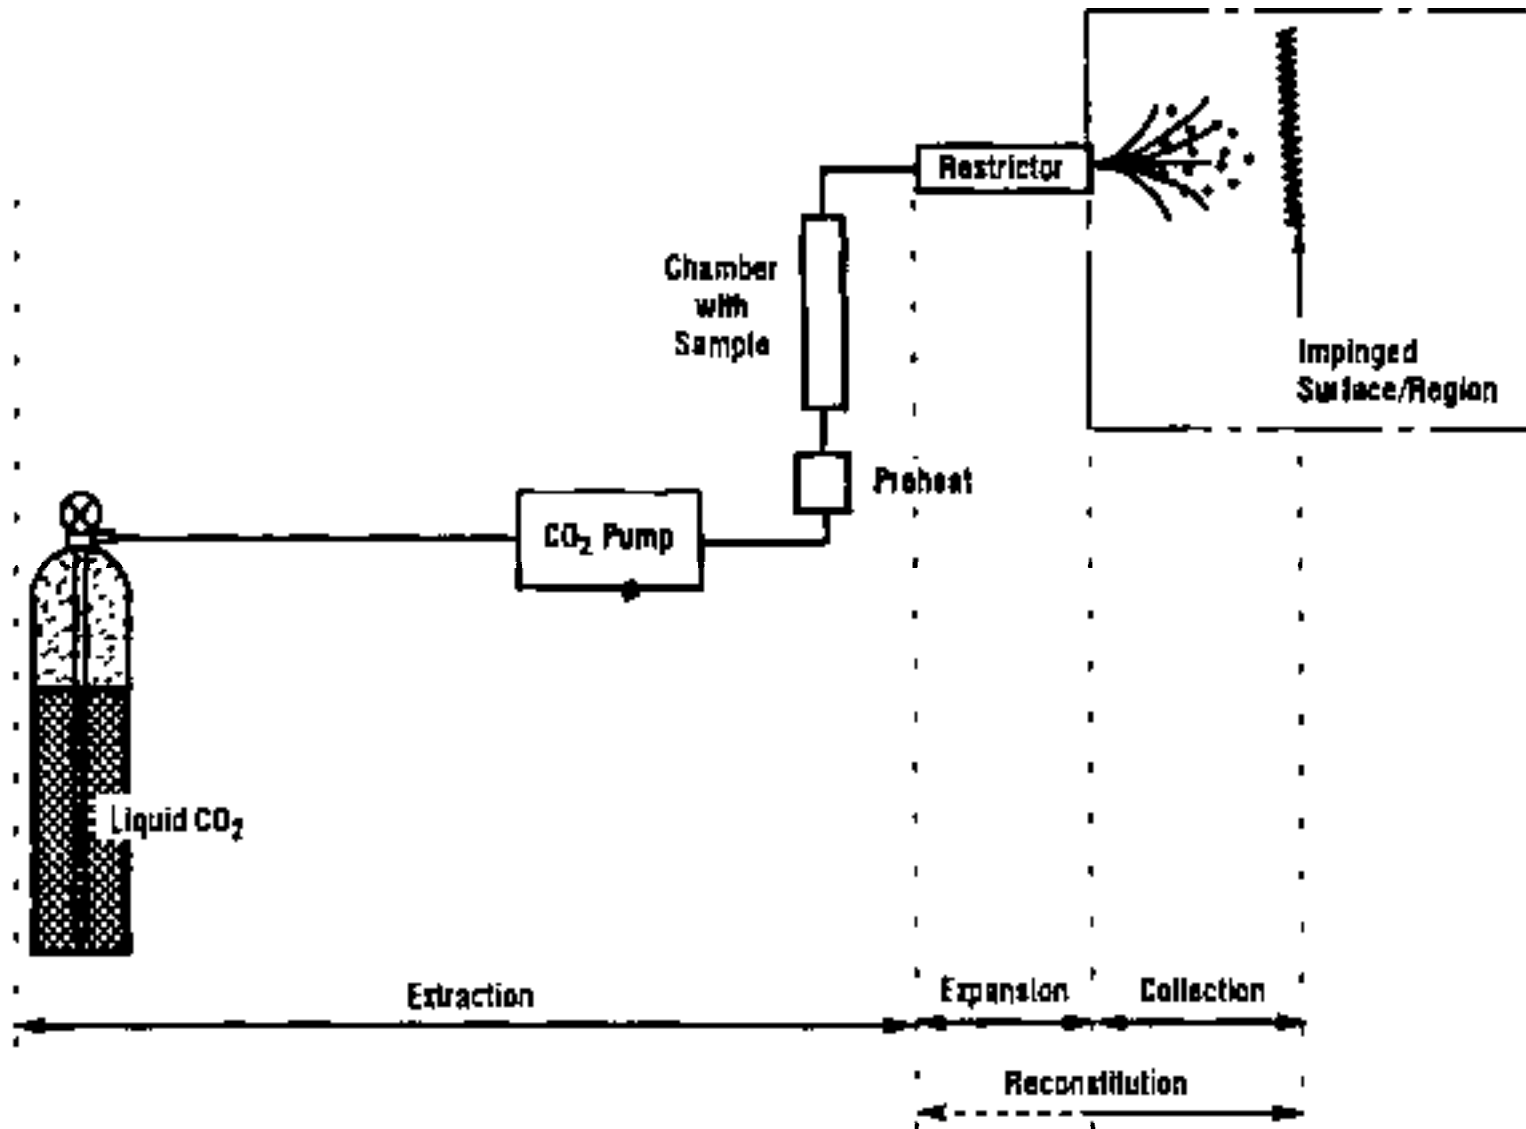 Restrictor
Chamber
with
Sample
Impinged
Surface/Region
Preheat
CO₂ Pump
Liquid CO₂
Extraction
Expansion
Collection
Reconstitution